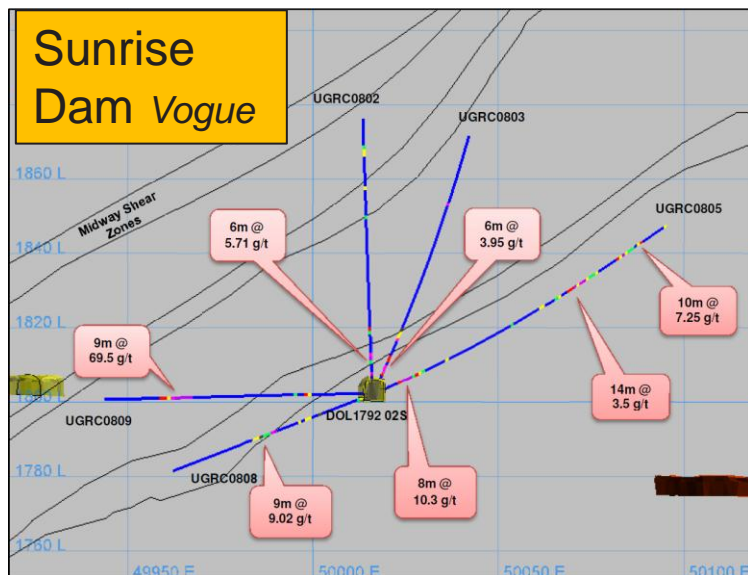 Sunrise
Dam Vogue
UGRC0802
UGRC0803
1860 L
Midway Shear
Zones
UGRC0805
6m @
5.71 g/t
6m @
3.95 g/t
1840 L
10m @
7.25 g/t
1820 L
9m @
69.5 g/t
14m @
3.5 g/t
UGRC0809
DOL1792 02S
1780 L
UGRC0808
8m @
10.3 g/t
9m @
9.02 g/t
1760 L
49950 E
50000 E
50050 E
50100 E